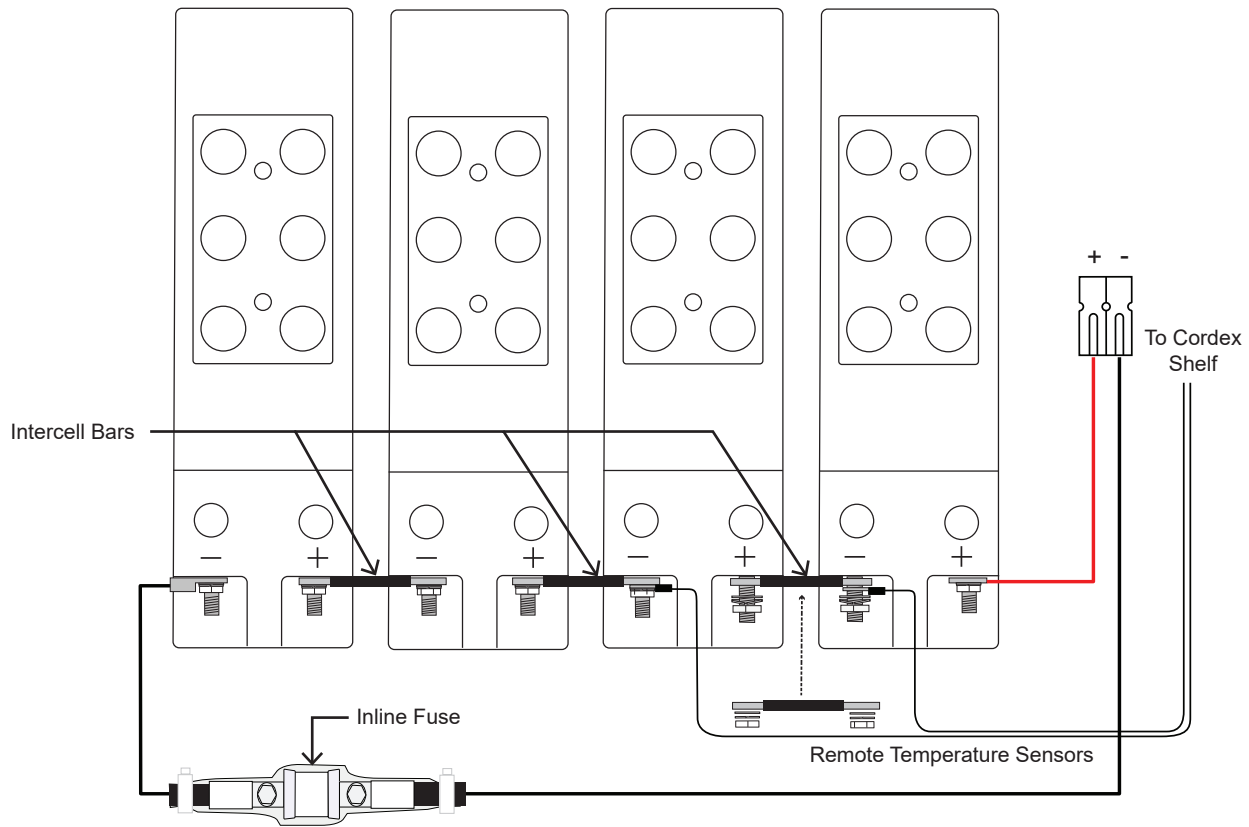 + -
To Cordex
Shelf
Intercell Bars
− + − + − + − +
Inline Fuse
Remote Temperature Sensors